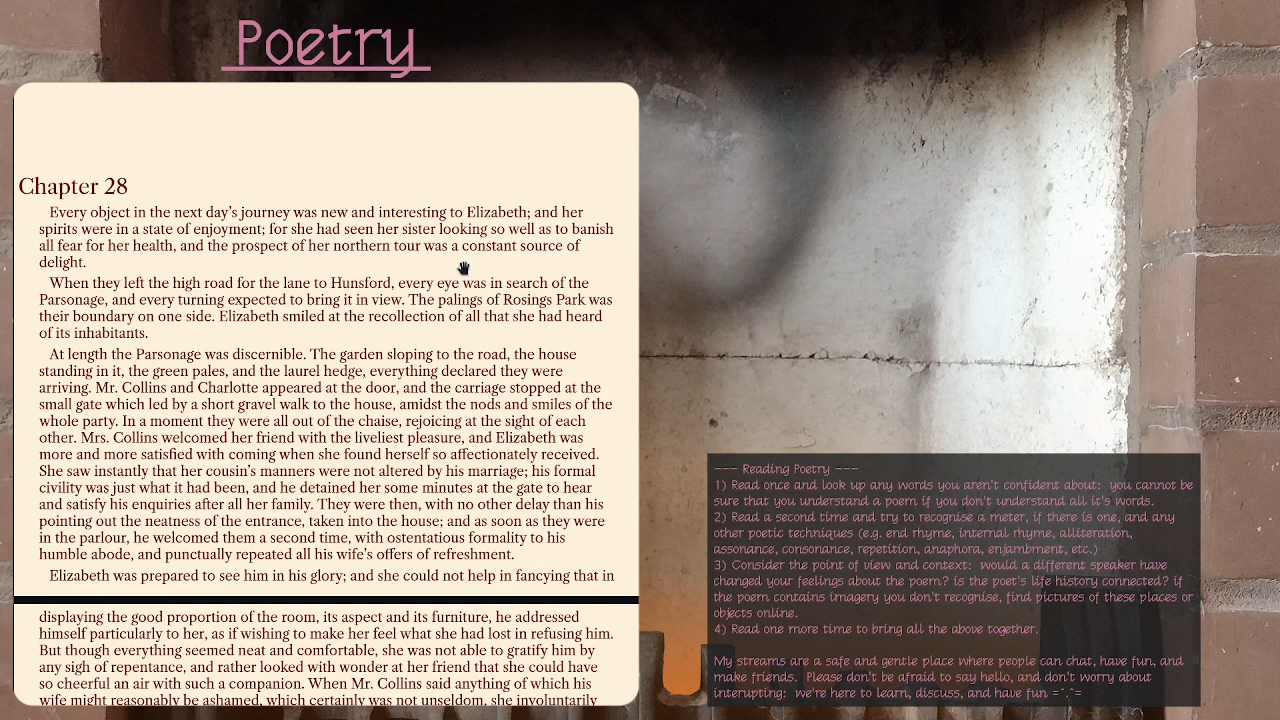 Poetry
Chapter 28
Every object in the next day’s journey was new and interesting to Elizabeth; and her
spirits were in a state of enjoyment; for she had seen her sister looking so well as to banish
all fear for her health, and the prospect of her northern tour was a constant source of
delight.
When they left the high road for the lane to Hunsford, every eye was in search of the
Parsonage, and every turning expected to bring it in view. The palings of Rosings Park was
their boundary on one side. Elizabeth smiled at the recollection of all that she had heard
of its inhabitants.
At length the Parsonage was discernible. The garden sloping to the road, the house
standing in it, the green pales, and the laurel hedge, everything declared they were
arriving. Mr. Collins and Charlotte appeared at the door, and the carriage stopped at the
small gate which led by a short gravel walk to the house, amidst the nods and smiles of the
whole party. In a moment they were all out of the chaise, rejoicing at the sight of each
other. Mrs. Collins welcomed her friend with the liveliest pleasure, and Elizabeth was
more and more satisfied with coming when she found herself so affectionately received.
She saw instantly that her cousin’s manners were not altered by his marriage; his formal
civility was just what it had been, and he detained her some minutes at the gate to hear
and satisfy his enquiries after all her family. They were then, with no other delay than his
pointing out the neatness of the entrance, taken into the house; and as soon as they were
in the parlour, he welcomed them a second time, with ostentatious formality to his
humble abode, and punctually repeated all his wife’s offers of refreshment.
Elizabeth was prepared to see him in his glory; and she could not help in fancying that in
displaying the good proportion of the room, its aspect and its furniture, he addressed
himself particularly to her, as if wishing to make her feel what she had lost in refusing him.
But though everything seemed neat and comfortable, she was not able to gratify him by
any sigh of repentance, and rather looked with wonder at her friend that she could have
so cheerful an air with such a companion. When Mr. Collins said anything of which his
wife might reasonably be ashamed, which certainly was not unseldom, she involuntarily
--- Reading Poetry ---
1) Read once and look up any words you aren't confident about: you cannot be
sure that you understand a poem if you don't understand all it's words.
2) Read a second time and try to recognise a meter, if there is one, and any
other poetic techniques (e.g. end rhyme, internal rhyme, alliteration,
assonance, consonance, repetition, anaphora, enjambment, etc.)
3) Consider the point of view and context: would a different speaker have
changed your feelings about the poem? is the poet's life history connected? if
the poem contains imagery you don't recognise, find pictures of these places or
objects online.
4) Read one more time to bring all the above together.
My streams are a safe and gentle place where people can chat, have fun, and
make friends. Please don't be afraid to say hello, and don't worry about
interupting: we're here to learn, discuss, and have fun =^.^=